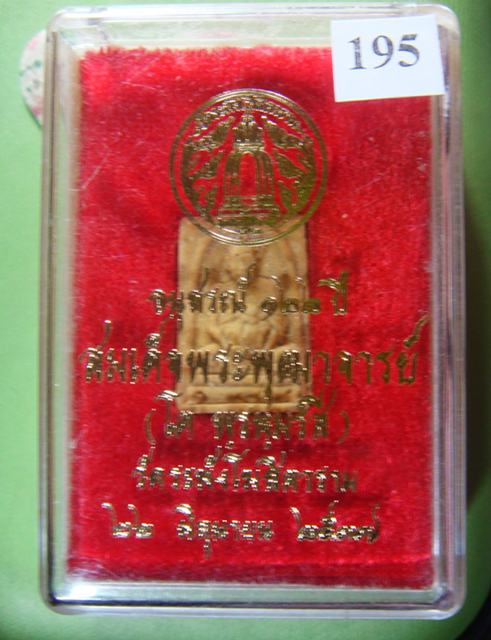 195
อนุสรณ์ ๑๒๒ ปี
สมเด็จพระพุฒาจารย์
(โต พฺรหฺมรํสี)
วัดระฆังโฆสิตาราม
๒๒ มิถุนายน ๒๕๓๗